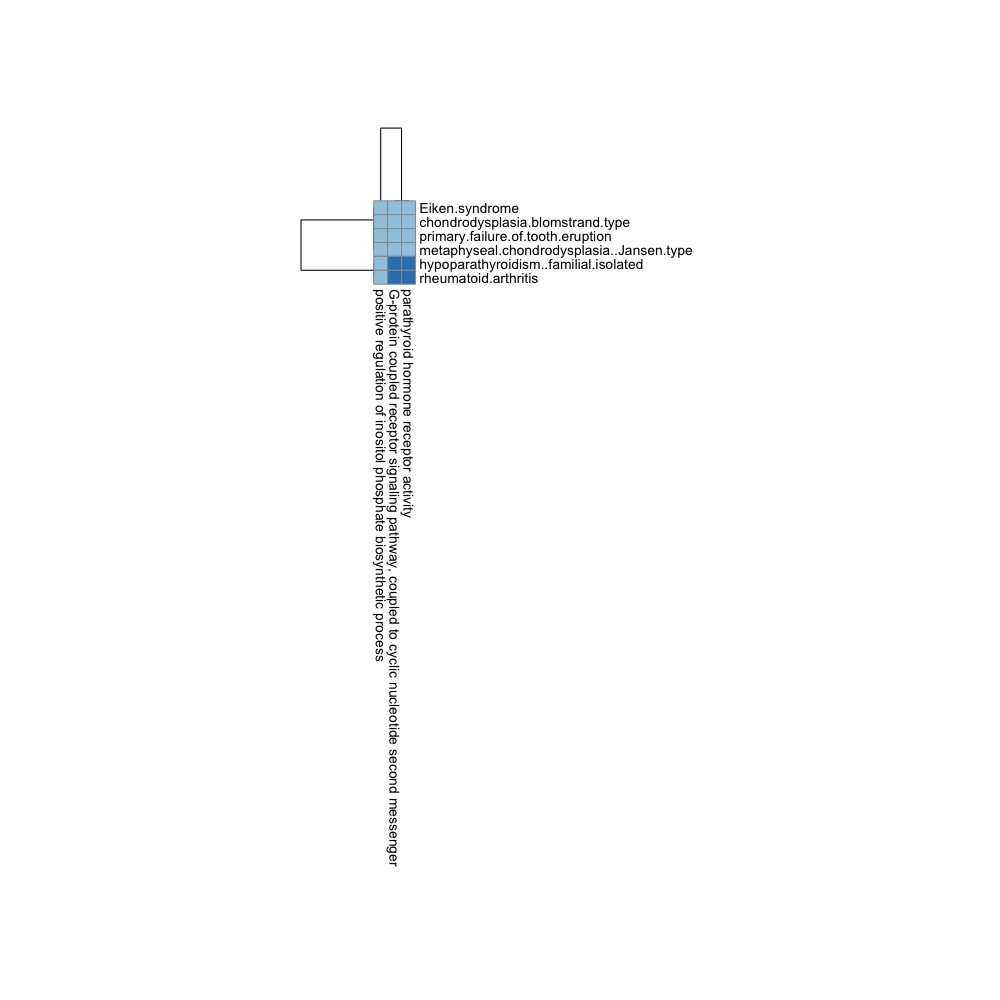 Eiken.syndrome
chondrodysplasia.blomstrand.type
primary.failure.of.tooth.eruption
metaphyseal.chondrodysplasia..Jansen.type
hypoparathyroidism..familial.isolated
rheumatoid.arthritis
positive regulation of inositol phosphate biosynthetic process
G-protein coupled receptor signaling pathway, coupled to cyclic nucleotide second messenger
parathyroid hormone receptor activity